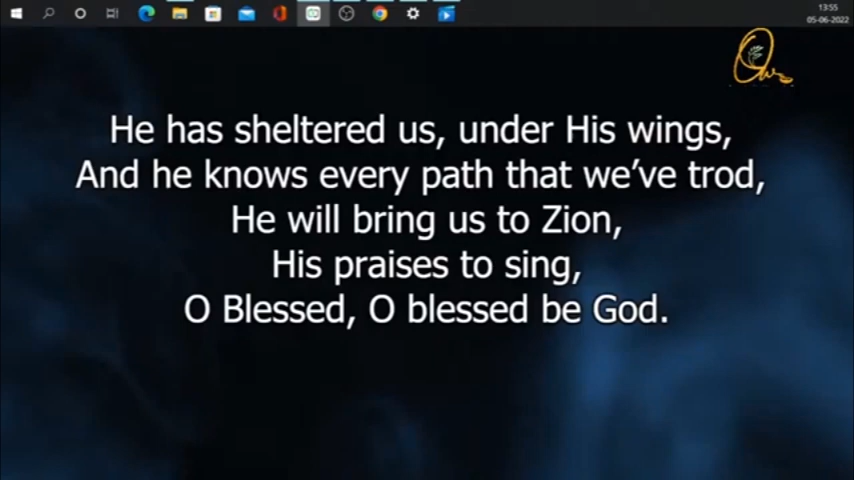 13:55
05-06-2022
He has sheltered us, under His wings,
And he knows every path that we’ve trod,
He will bring us to Zion,
His praises to sing,
O Blessed, O blessed be God.